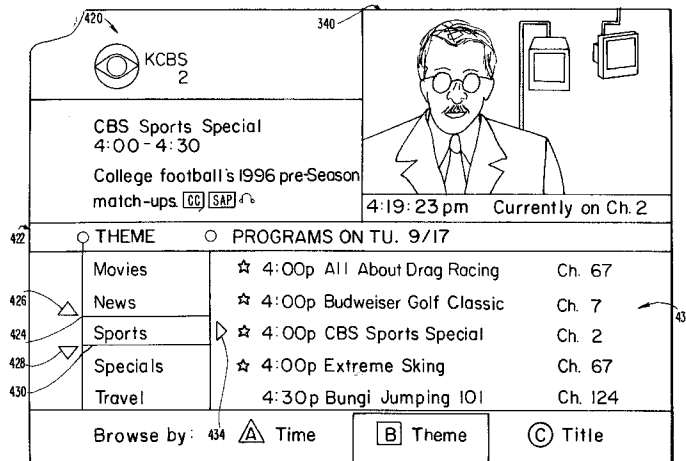 420
340
KCBS
2
CBS Sports Special
4:00-4:30
College football's 1996 pre-Season
match-ups. CC SAP
4:19:23 pm Currently on Ch. 2
422
THEME PROGRAMS ON TU. 9/17
Movies ☆ 4:00p All About Drag Racing Ch. 67
426
News ☆ 4:00p Budweiser Golf Classic Ch. 7
43
424
Sports ☆ 4:00p CBS Sports Special Ch. 2
428
Specials ☆ 4:00p Extreme Sking Ch. 67
430
Travel 4:30p Bungi Jumping 101 Ch. 124
Browse by: 434 A Time B Theme C Title